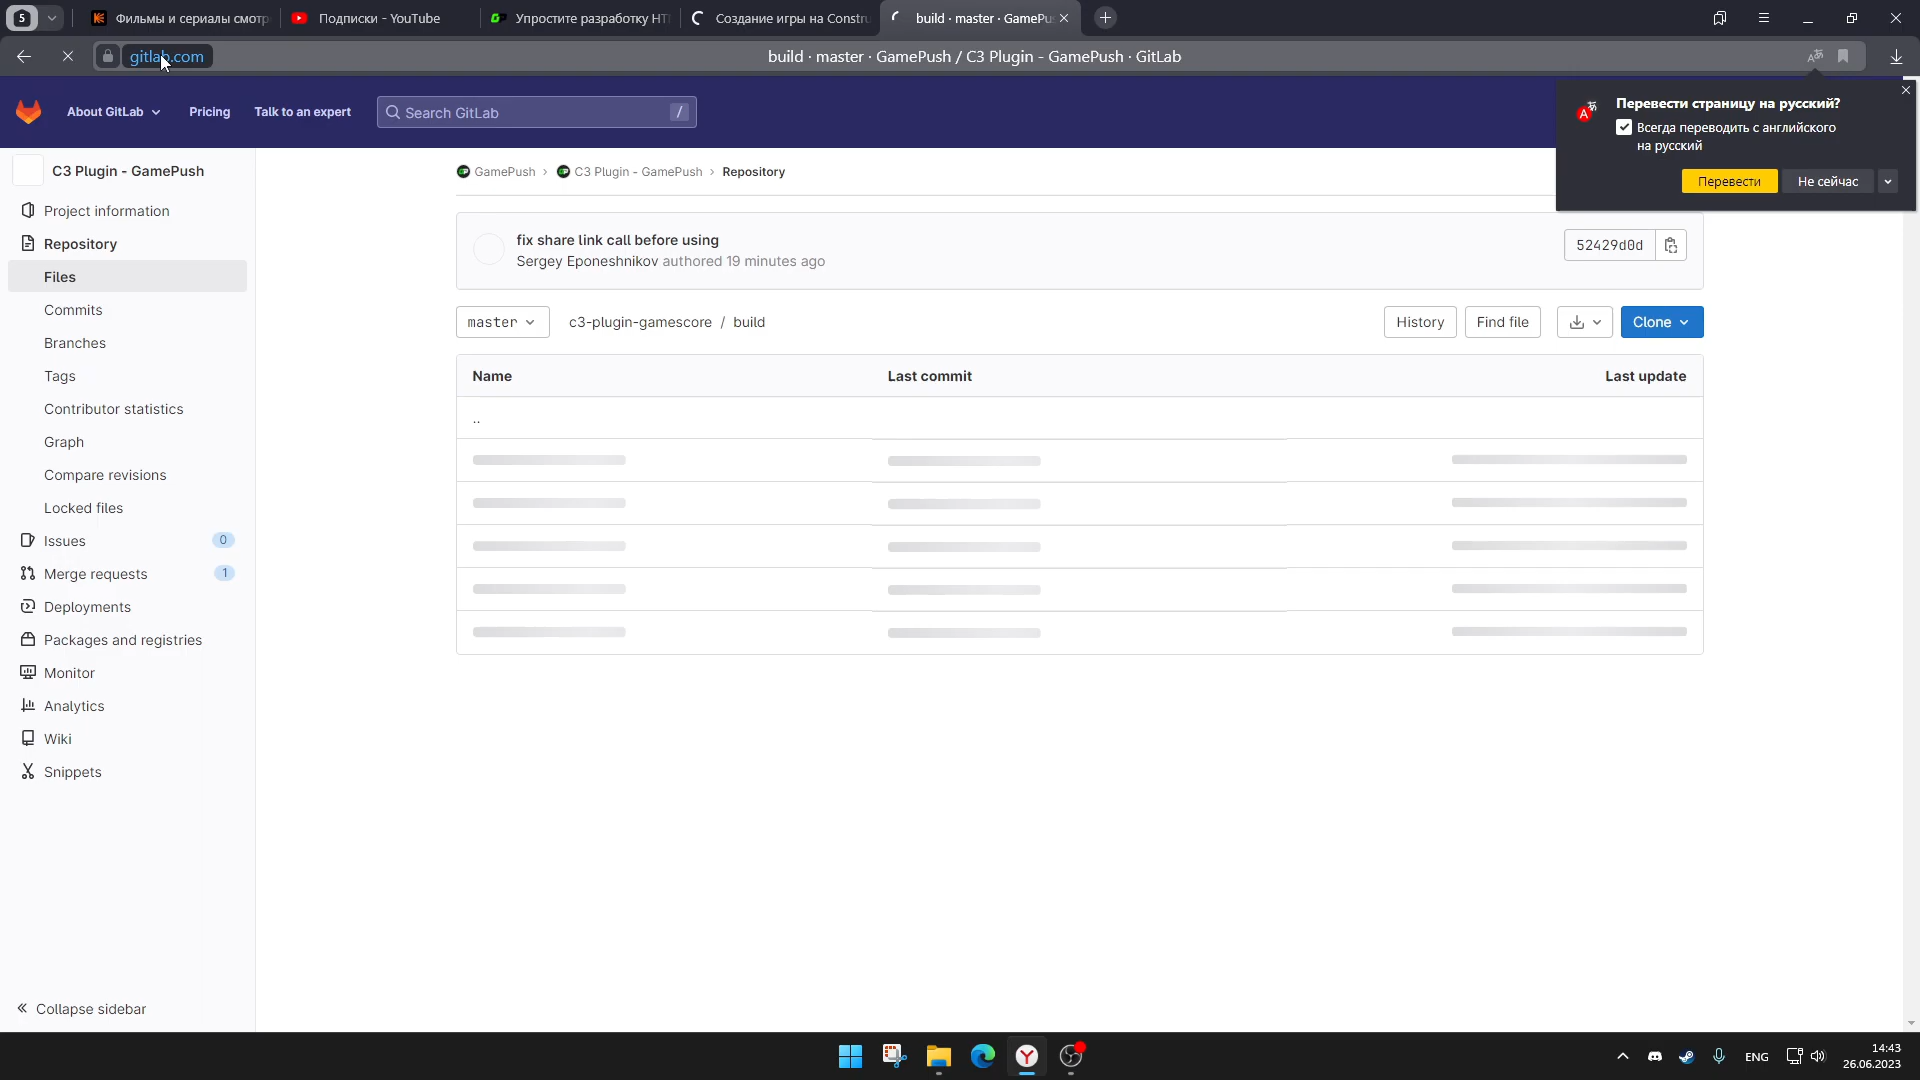 5
Фильмы и сериалы смотр
Подписки - YouTube
Упростите разработку HT
Создание игры на Constru
build · master · GamePu
gitlab.com
build · master · GamePush / C3 Plugin - GamePush · GitLab
About GitLab
Pricing
Talk to an expert
Search GitLab
/
Перевести страницу на русский?
Всегда переводить с английского
на русский
Перевести
Не сейчас
C3 Plugin - GamePush
Project information
Repository
Files
Commits
Branches
Tags
Contributor statistics
Graph
Compare revisions
Locked files
Issues 0
Merge requests 1
Deployments
Packages and registries
Monitor
Analytics
Wiki
Snippets
Collapse sidebar
GamePush › C3 Plugin - GamePush › Repository
fix share link call before using
Sergey Eponeshnikov authored 19 minutes ago
52429d0d
master
c3-plugin-gamescore / build
History
Find file
Clone
Name Last commit Last update
..
ENG
14:43
26.06.2023